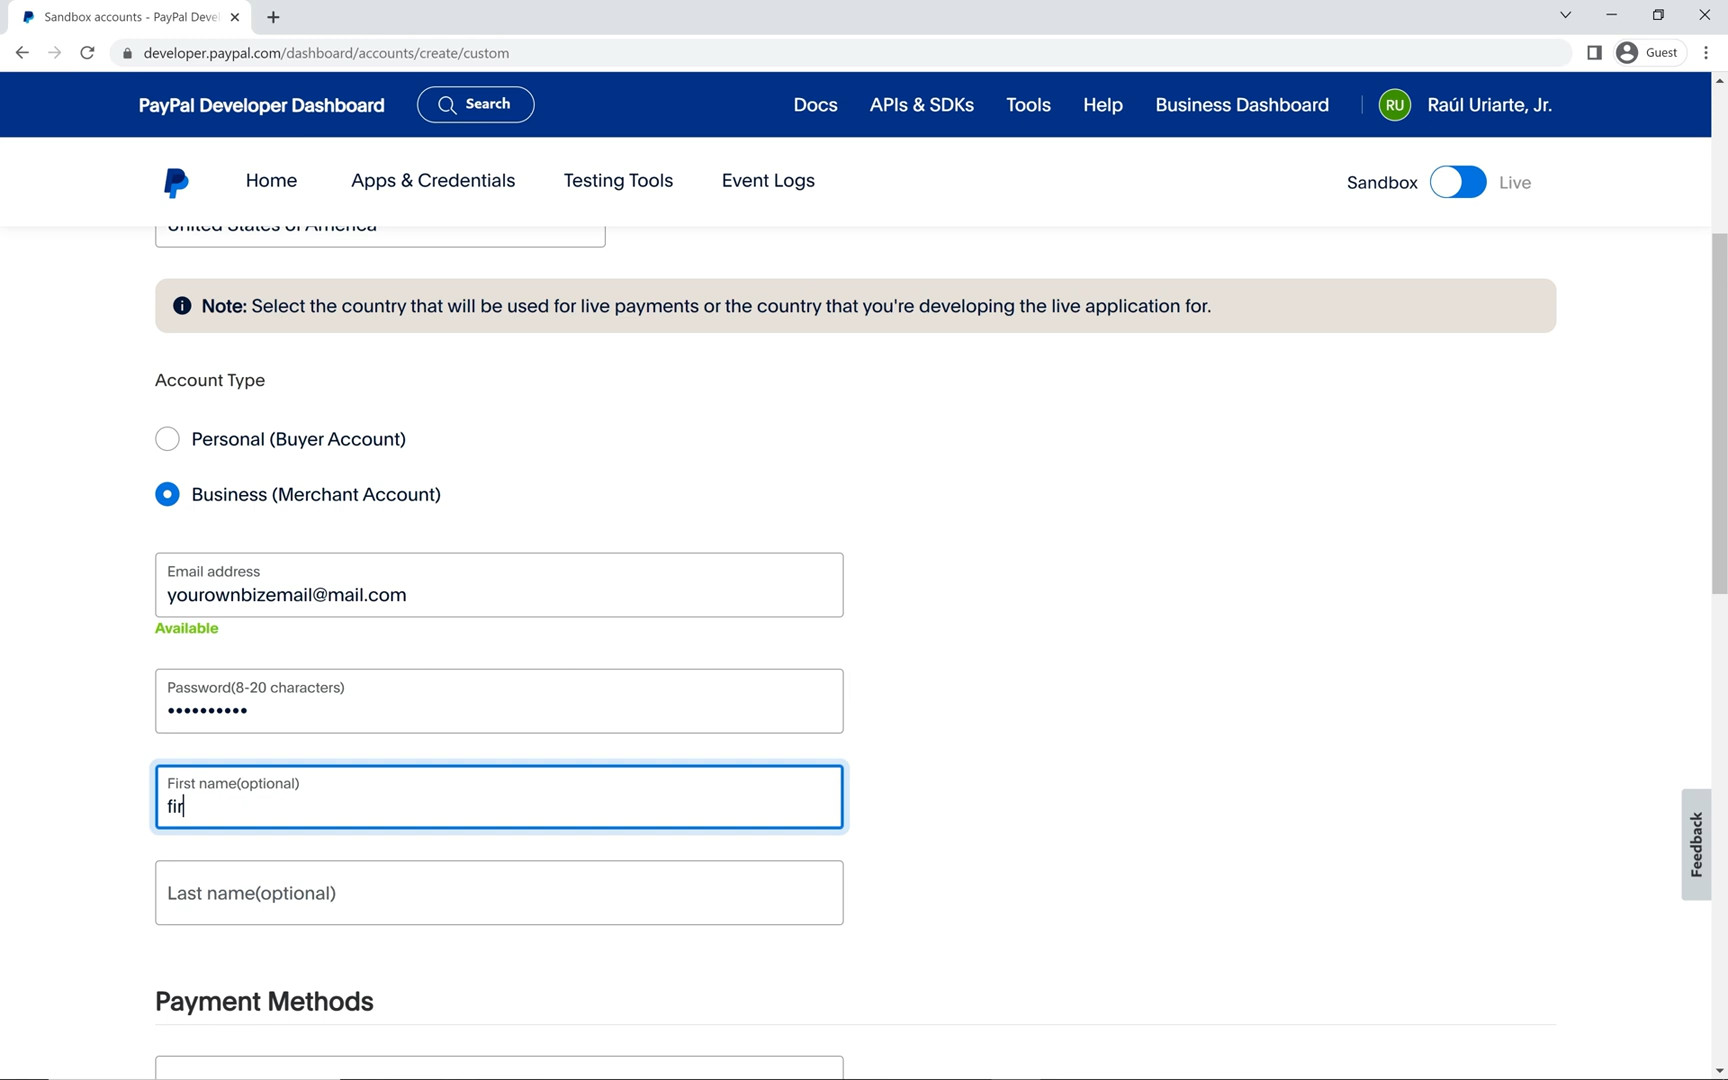 Sandbox accounts - PayPal Devel
developer.paypal.com/dashboard/accounts/create/custom
Guest
PayPal Developer Dashboard
Search
Docs
APIs & SDKs
Tools
Help
Business Dashboard
RU
Raúl Uriarte, Jr.
Home
Apps & Credentials
Testing Tools
Event Logs
Sandbox
Live
United States of America
Note: Select the country that will be used for live payments or the country that you're developing the live application for.
Account Type
Personal (Buyer Account)
Business (Merchant Account)
Email address
yourownbizemail@mail.com
Available
Password(8-20 characters)
••••••••••
First name(optional)
fir
Last name(optional)
Feedback
Payment Methods